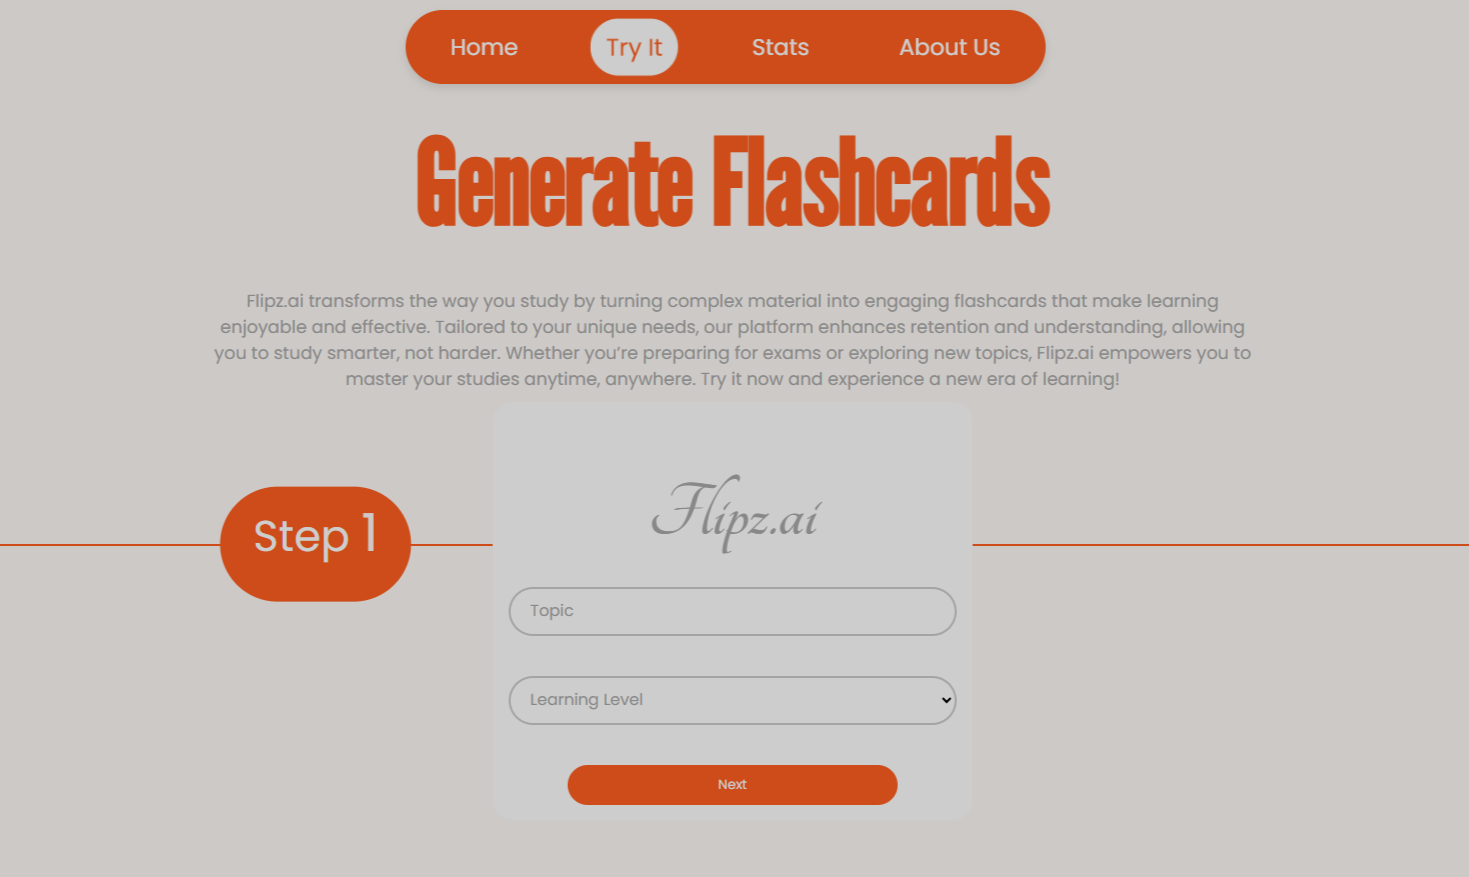 Home Try It Stats About Us
Generate Flashcards
Flipz.ai transforms the way you study by turning complex material into engaging flashcards that make learning
enjoyable and effective. Tailored to your unique needs, our platform enhances retention and understanding, allowing
you to study smarter, not harder. Whether you’re preparing for exams or exploring new topics, Flipz.ai empowers you to
master your studies anytime, anywhere. Try it now and experience a new era of learning!
Flipz.ai
Step 1
Topic
Learning Level
Next